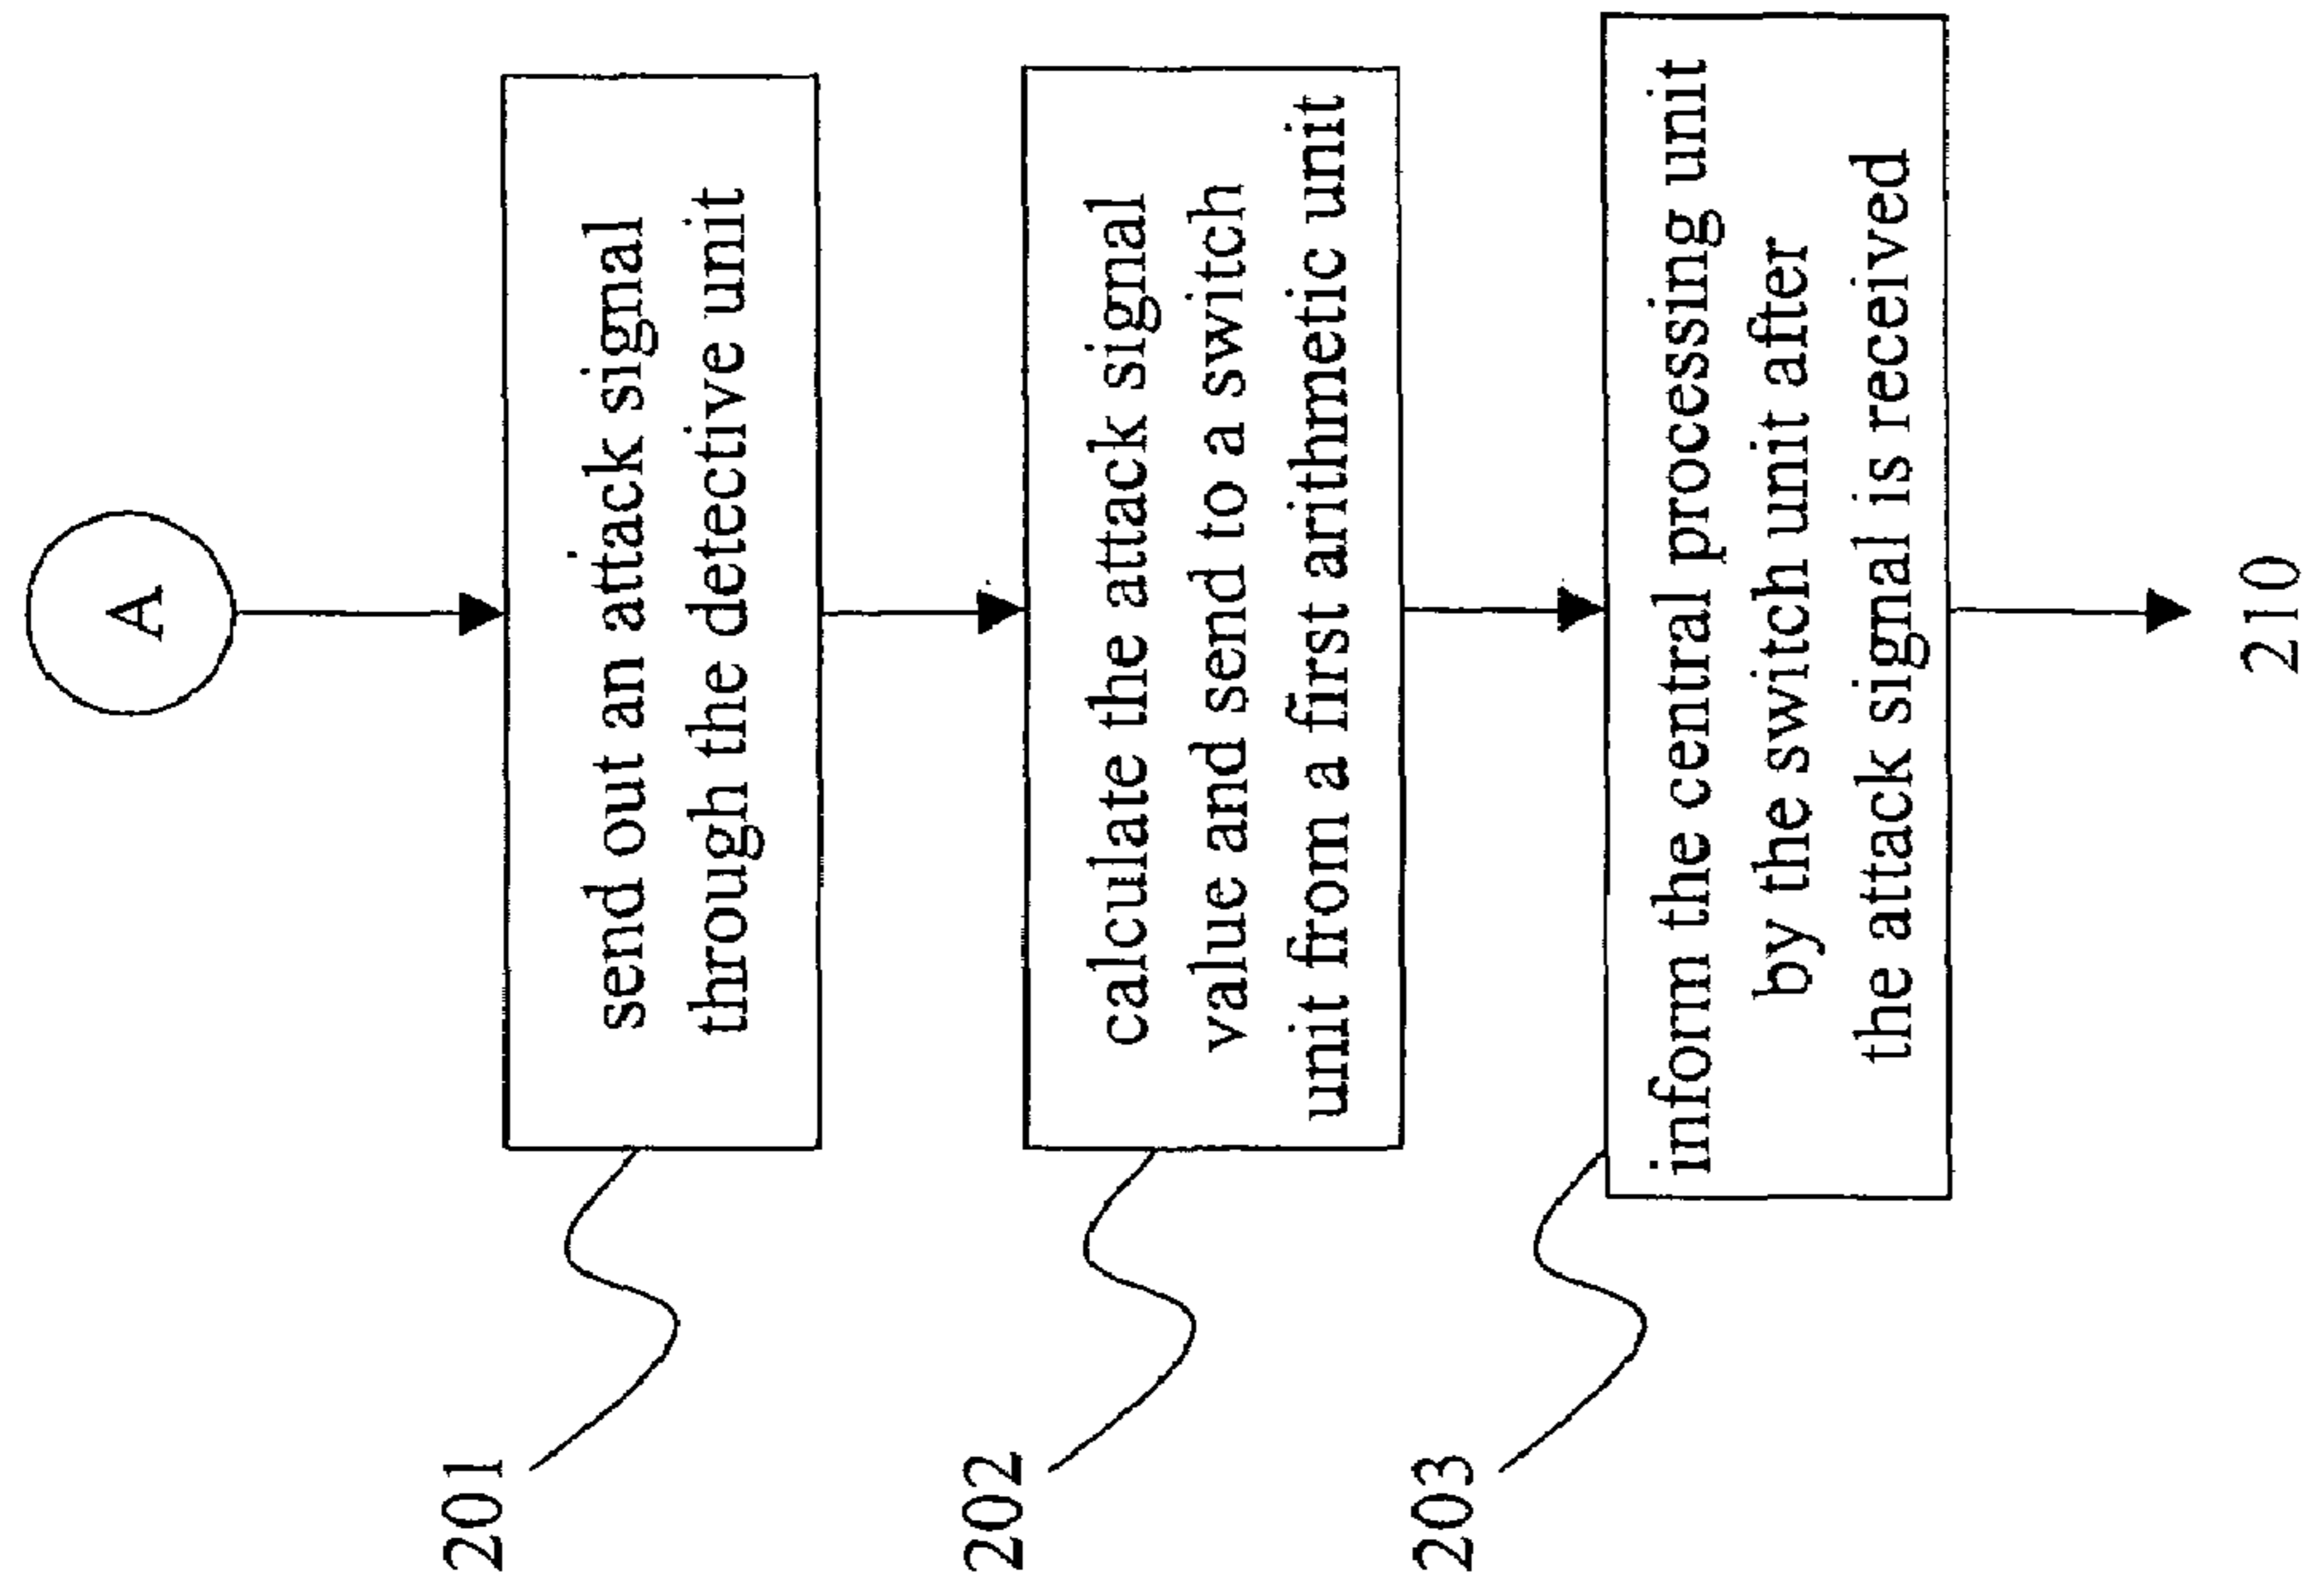 A
201
send out an attack signal
through the detective unit
202
calculate the attack signal
value and send to a switch
unit from a first arithmetic unit
203
inform the central processing unit
by the switch unit after
the attack signal is received
210